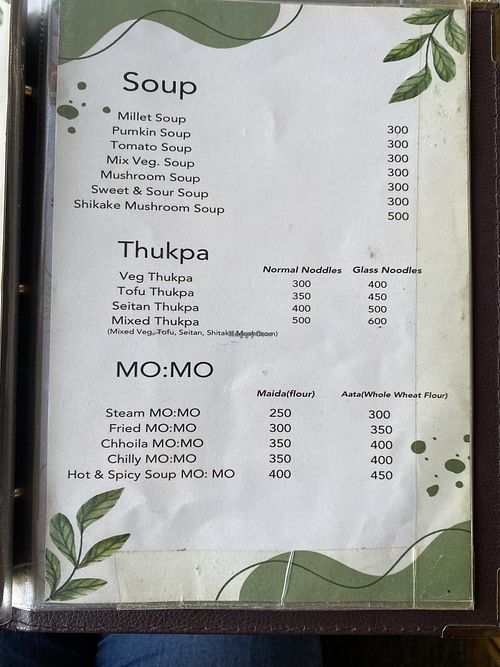 Soup
Millet Soup 300
Pumkin Soup 300
Tomato Soup 300
Mix Veg. Soup 300
Mushroom Soup 300
Sweet & Sour Soup 300
Shikake Mushroom Soup 500
Thukpa
Normal Noddles Glass Noodles
Veg Thukpa 300 400
Tofu Thukpa 350 450
Seitan Thukpa 400 500
Mixed Thukpa 500 600
(Mixed Veg, Tofu, Seitan, Shitake Mushroom)
MO:MO
Maida(flour) Aata(Whole Wheat Flour)
Steam MO:MO 250 300
Fried MO:MO 300 350
Chhoila MO:MO 350 400
Chilly MO:MO 350 400
Hot & Spicy Soup MO: MO 400 450